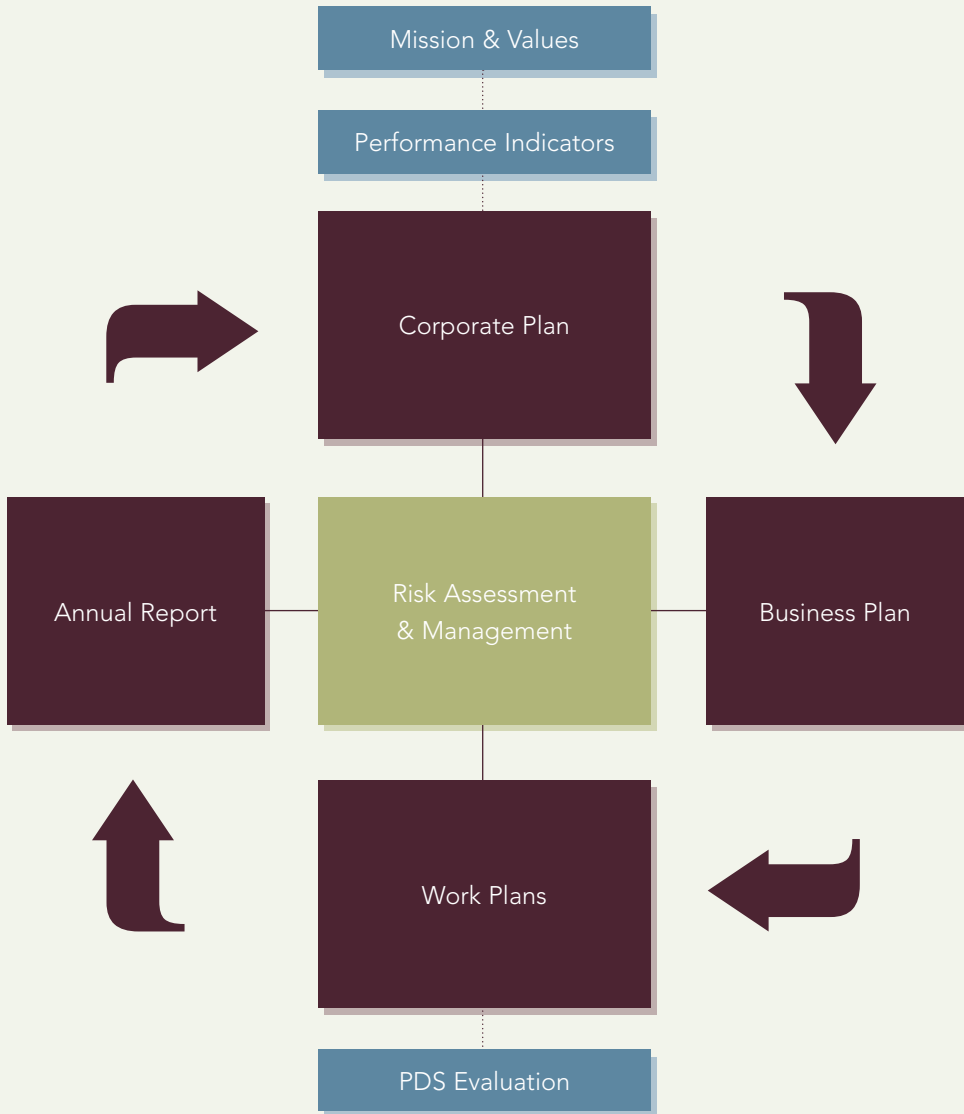 Mission & Values
Performance Indicators
Corporate Plan
Annual Report
Risk Assessment
& Management
Business Plan
Work Plans
PDS Evaluation